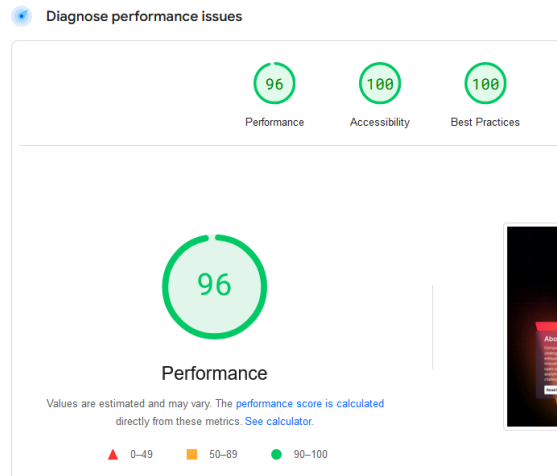 Diagnose performance issues
96
100
100
Performance
Accessibility
Best Practices
96
Performance
Values are estimated and may vary. The performance score is calculated
directly from these metrics. See calculator.
0–49
50–89
90–100
Abo